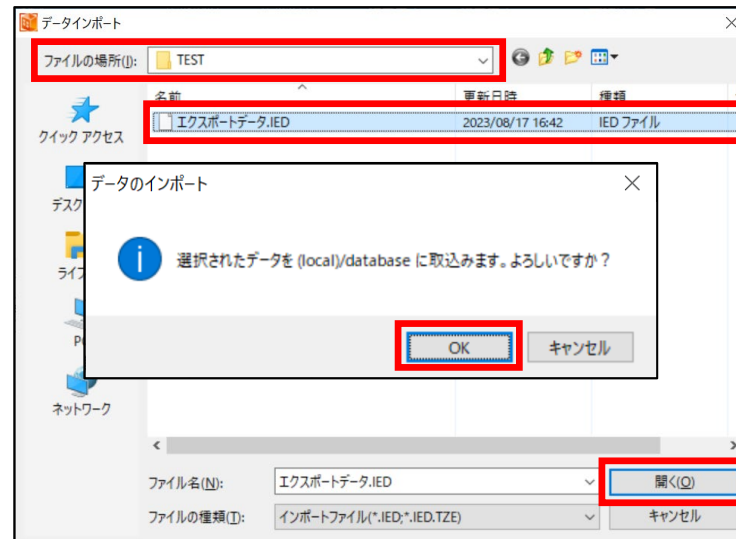 データインポート
ファイルの場所(I):
TEST
名前
更新日時
種類
エクスポートデータ.IED
2023/08/17 16:42
IED ファイル
クイック アクセス
データのインポート
デスク
選択されたデータを (local)/database に取込みます。よろしいですか？
ライブ
OK
キャンセル
ネットワーク
ファイル名(N):
エクスポートデータ.IED
開く(O)
ファイルの種類(T):
インポートファイル(*.IED;*.IED.TZE)
キャンセル